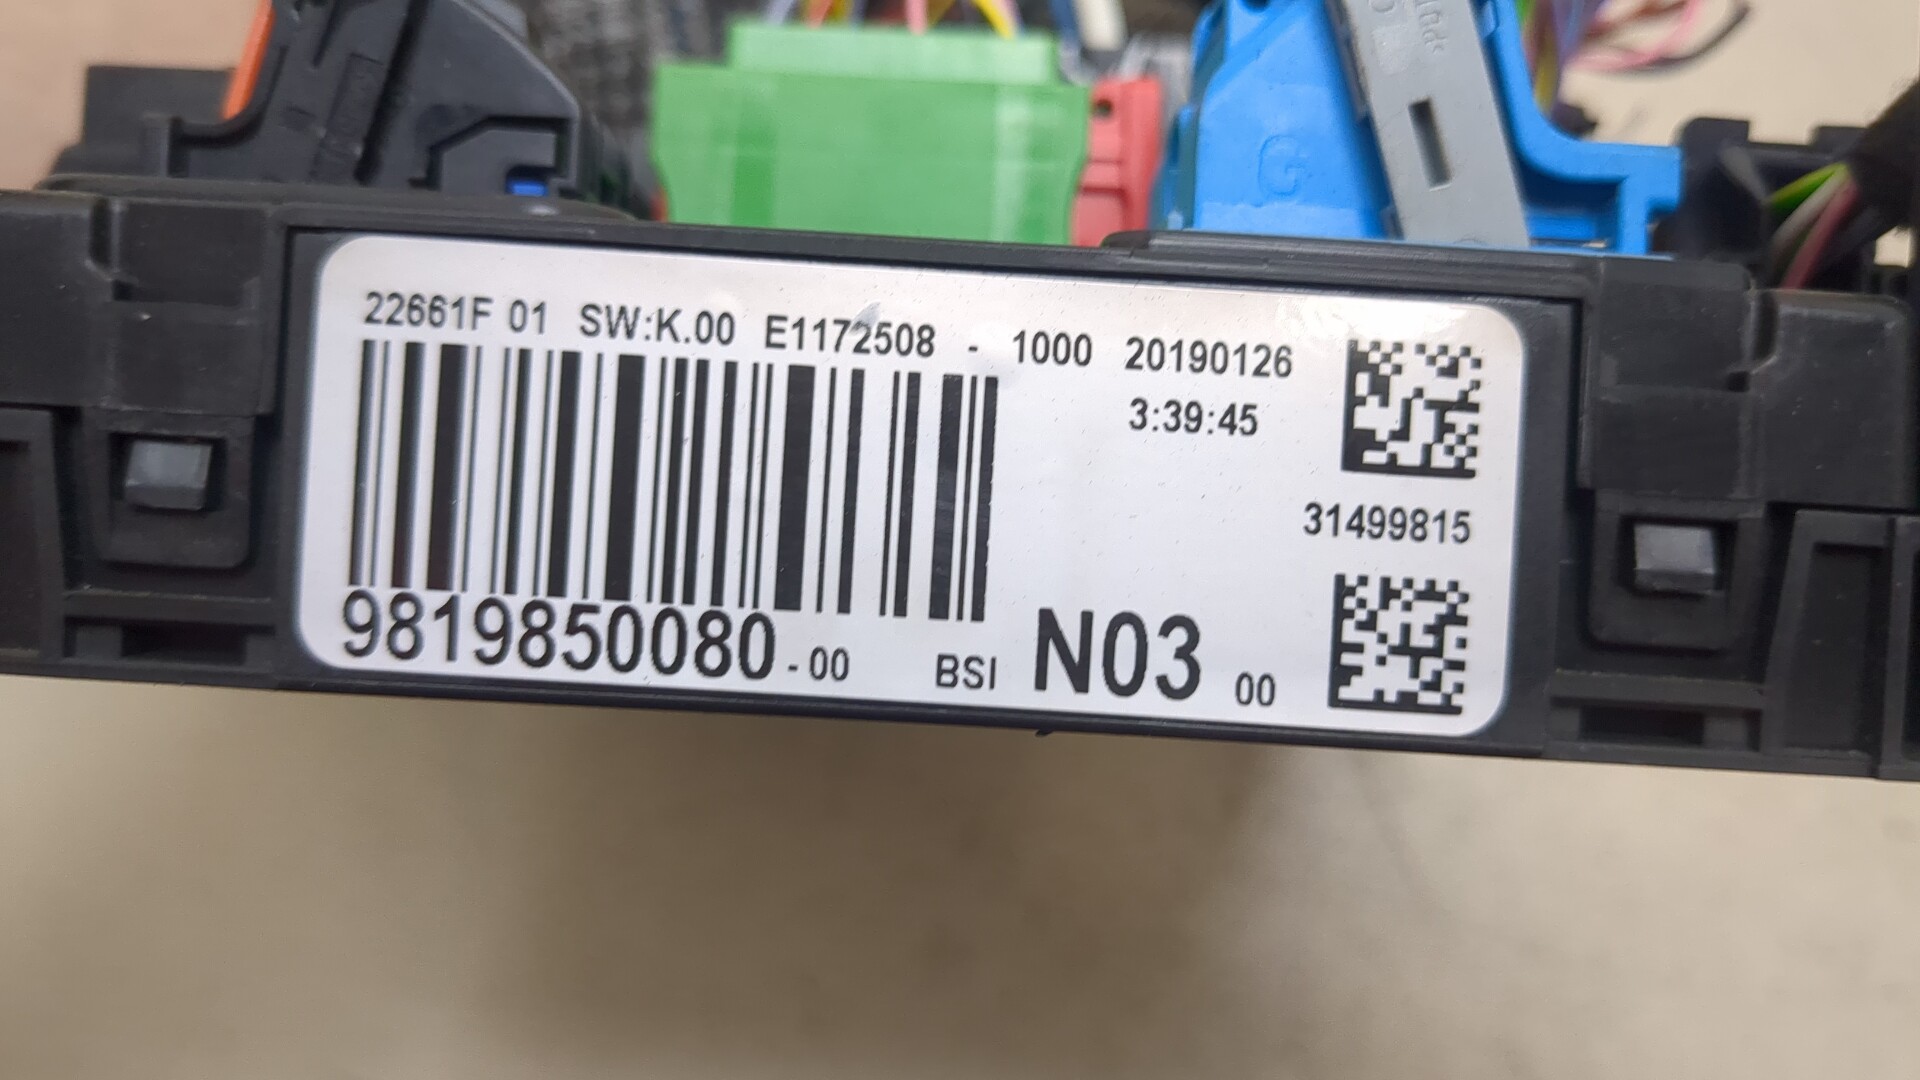 22661F 01 SW:K.00 E1172508 - 1000 20190126
3:39:45
31499815
9819850080-00 BSI N03 00
G